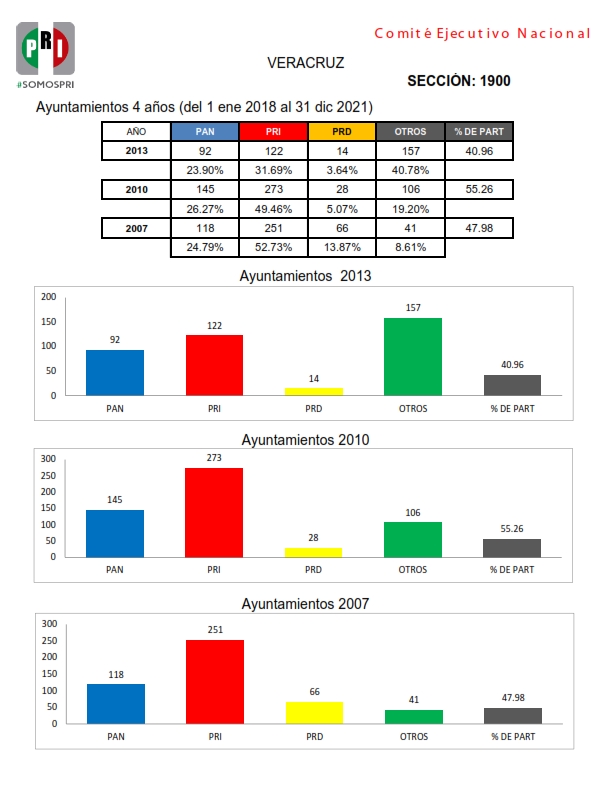 Comité Ejecutivo Nacional
PRI
#SOMOSPRI
VERACRUZ
SECCIÓN: 1900
Ayuntamientos 4 años (del 1 ene 2018 al 31 dic 2021)
AÑO PAN PRI PRD OTROS % DE PART
2013 92 122 14 157 40.96
23.90% 31.69% 3.64% 40.78%
2010 145 273 28 106 55.26
26.27% 49.46% 5.07% 19.20%
2007 118 251 66 41 47.98
24.79% 52.73% 13.87% 8.61%
Ayuntamientos 2013
200
150
100
50
0
92 122 14 157 40.96
PAN PRI PRD OTROS % DE PART
Ayuntamientos 2010
300
250
200
150
100
50
0
145 273 28 106 55.26
PAN PRI PRD OTROS % DE PART
Ayuntamientos 2007
300
250
200
150
100
50
0
118 251 66 41 47.98
PAN PRI PRD OTROS % DE PART